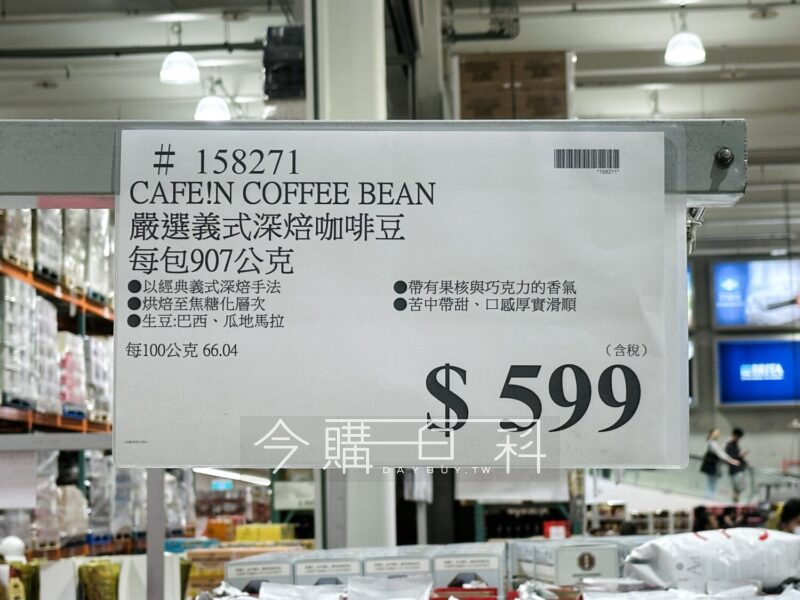 # 158271
*158271*
CAFE!N COFFEE BEAN
嚴選義式深焙咖啡豆
每包907公克
●以經典義式深焙手法
●帶有果核與巧克力的香氣
●烘焙至焦糖化層次
●苦中帶甜、口感厚實滑順
●生豆:巴西、瓜地馬拉
每100公克 66.04
(含稅)
$ 599
今購百科
DAYBUY.TW
BRITA